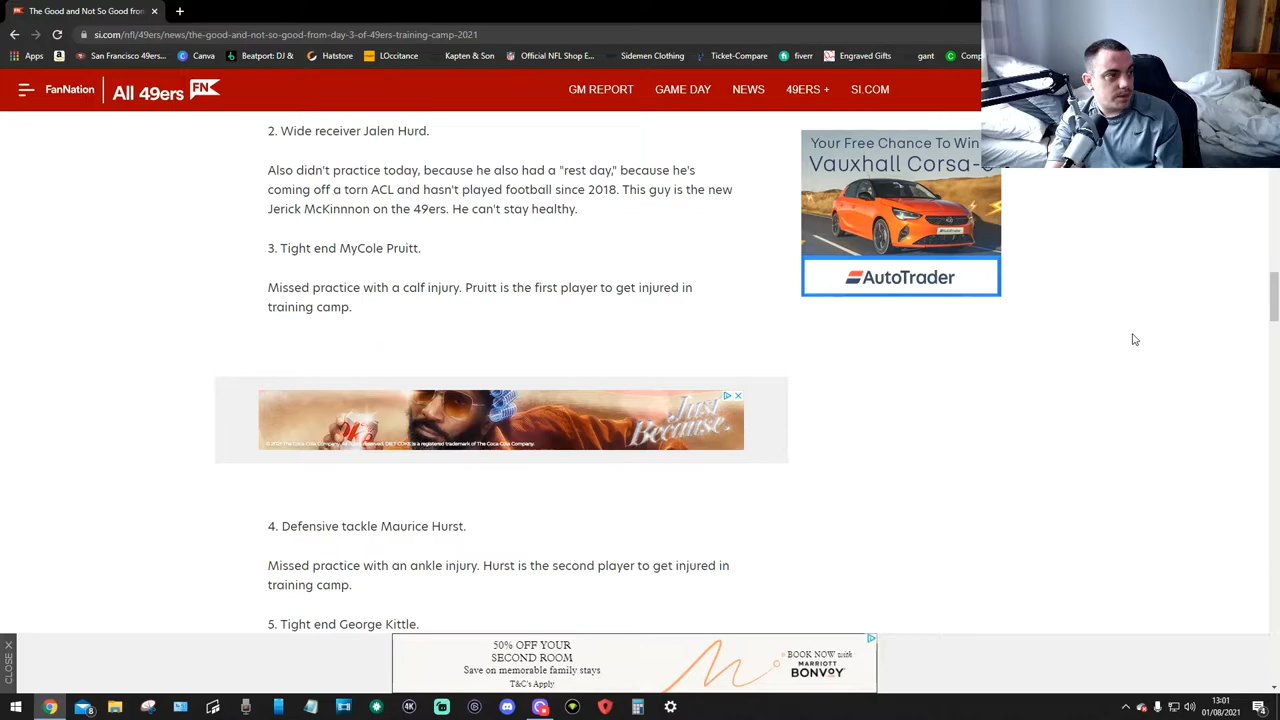 The Good and Not So Good from
si.com/nfl/49ers/news/the-good-and-not-so-good-from-day-3-of-49ers-training-camp-2021
Apps San Francisco 49ers... Canva Beatport: DJ & ... Hatstore LOccitance Kapten & Son Official NFL Shop E... Sidemen Clothing Ticket-Compare fiverr Engraved Gifts gant Comp
FanNation All 49ers FN GM REPORT GAME DAY NEWS 49ERS + SI.COM
2. Wide receiver Jalen Hurd.
Also didn't practice today, because he also had a "rest day," because he's
coming off a torn ACL and hasn't played football since 2018. This guy is the new
Jerick McKinnnon on the 49ers. He can't stay healthy.
3. Tight end MyCole Pruitt.
Missed practice with a calf injury. Pruitt is the first player to get injured in
training camp.
Your Free Chance To Win
Vauxhall Corsa-
AutoTrader
Just
Because.
4. Defensive tackle Maurice Hurst.
Missed practice with an ankle injury. Hurst is the second player to get injured in
training camp.
5. Tight end George Kittle.
CLOSE X
50% OFF YOUR
SECOND ROOM
Save on memorable family stays
T&C's Apply
BOOK NOW with
MARRIOTT
BONVOY
13:01
01/08/2021